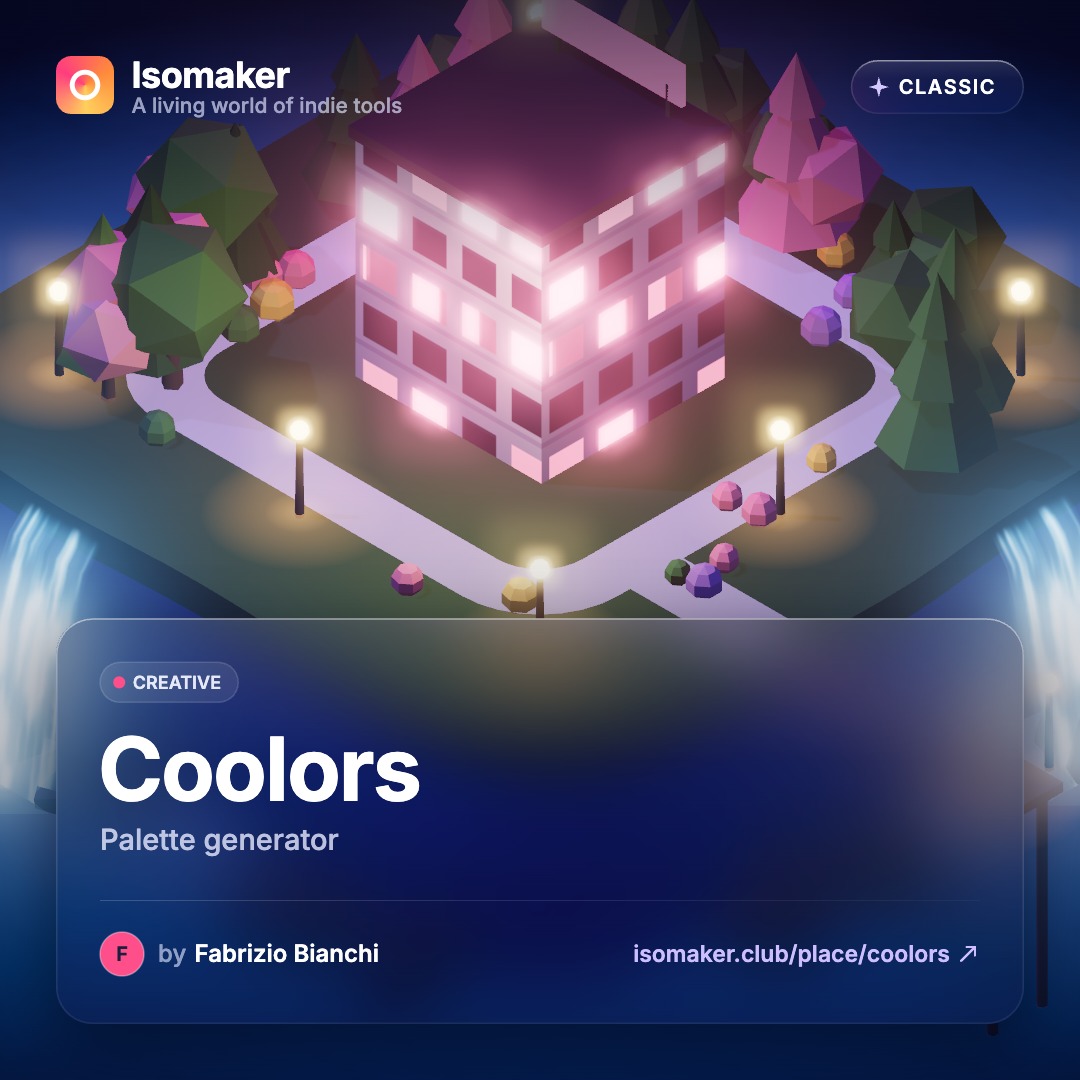 Isomaker
A living world of indie tools
CLASSIC
CREATIVE
Coolors
Palette generator
F
by Fabrizio Bianchi
isomaker.club/place/coolors ↗